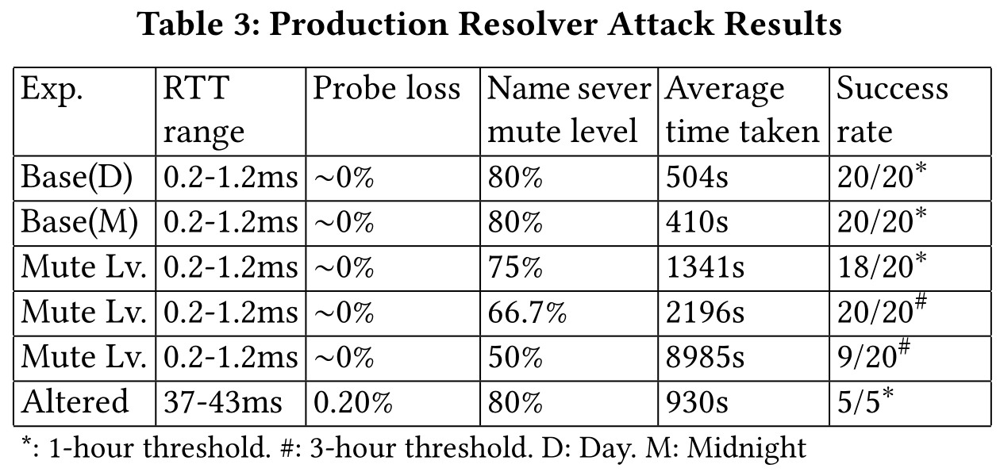 Table 3: Production Resolver Attack Results
Exp. RTT range Probe loss Name sever mute level Average time taken Success rate
Base(D) 0.2-1.2ms ~0% 80% 504s 20/20*
Base(M) 0.2-1.2ms ~0% 80% 410s 20/20*
Mute Lv. 0.2-1.2ms ~0% 75% 1341s 18/20*
Mute Lv. 0.2-1.2ms ~0% 66.7% 2196s 20/20#
Mute Lv. 0.2-1.2ms ~0% 50% 8985s 9/20#
Altered 37-43ms 0.20% 80% 930s 5/5*
*: 1-hour threshold. #: 3-hour threshold. D: Day. M: Midnight